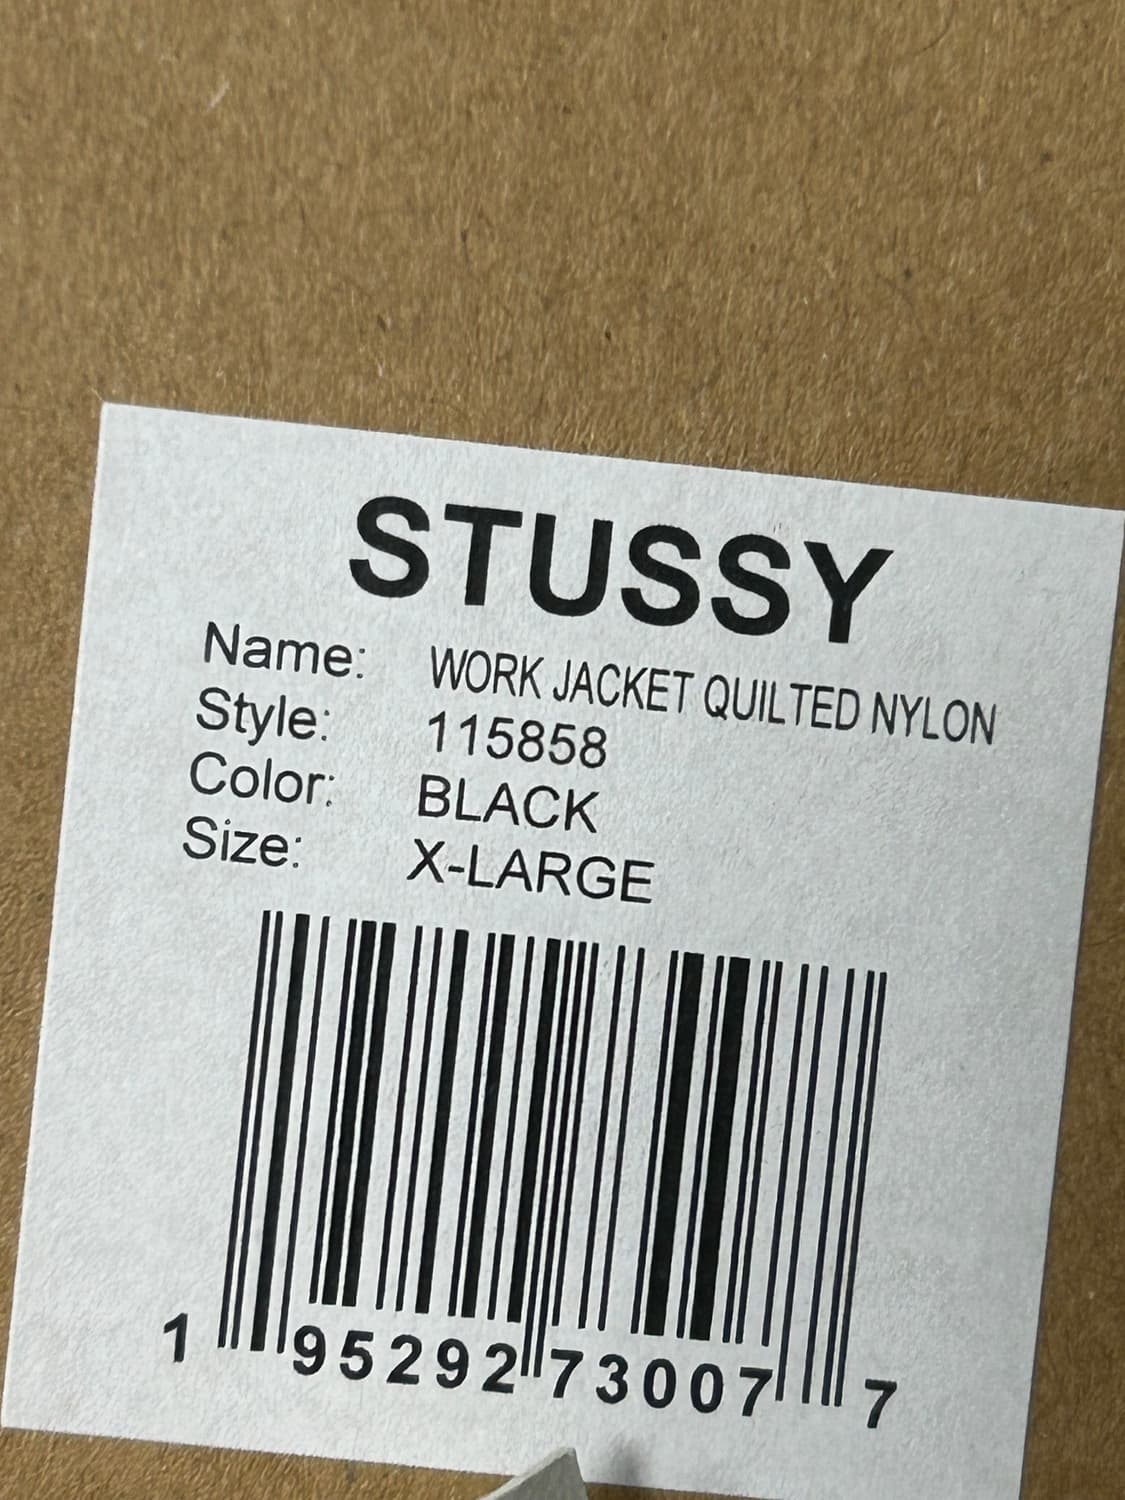 STUSSY
Name: WORK JACKET QUILTED NYLON
Style: 115858
Color: BLACK
Size: X-LARGE
1 95292 73007 7